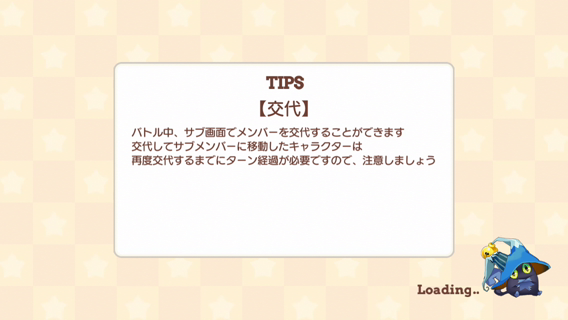 TIPS
【交代】
バトル中、サブ画面でメンバーを交代することができます
交代してサブメンバーに移動したキャラクターは
再度交代するまでにターン経過が必要ですので、注意しましょう
Loading..